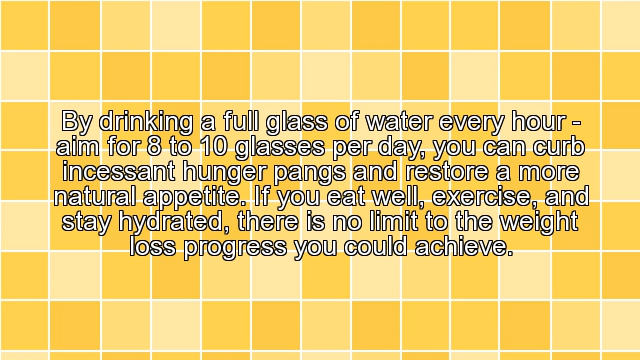 By drinking a full glass of water every hour -
aim for 8 to 10 glasses per day, you can curb
incessant hunger pangs and restore a more
natural appetite. If you eat well, exercise, and
stay hydrated, there is no limit to the weight
loss progress you could achieve.